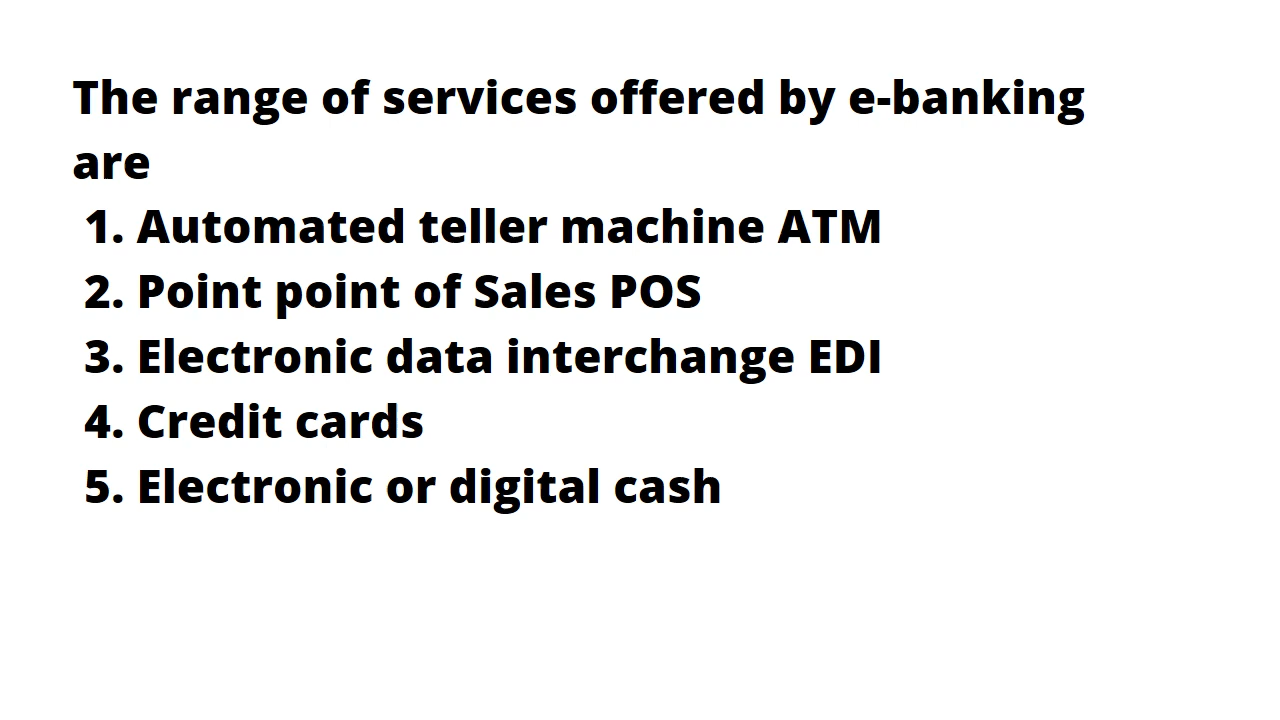 The range of services offered by e-banking
are
1. Automated teller machine ATM
2. Point point of Sales POS
3. Electronic data interchange EDI
4. Credit cards
5. Electronic or digital cash